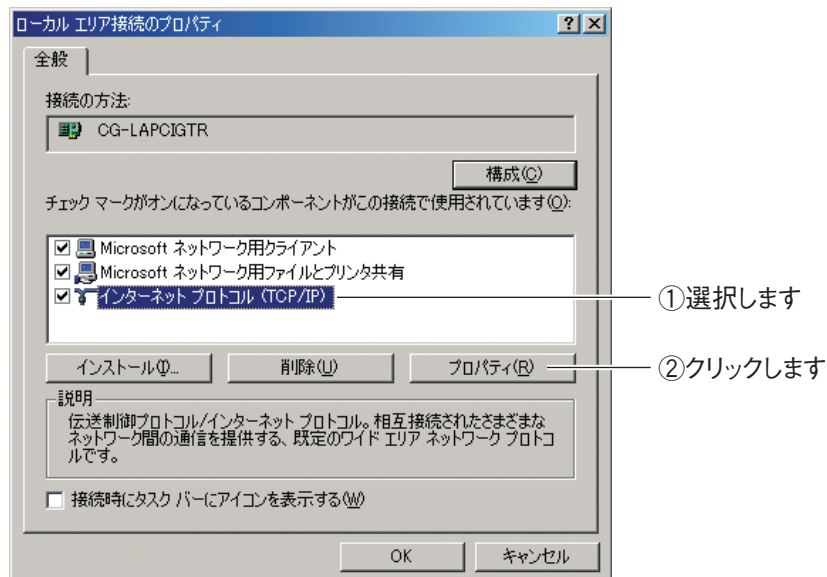 ローカル エリア接続のプロパティ
全般
接続の方法:
CG-LAPCIGTR
構成(C)
チェック マークがオンになっているコンポーネントがこの接続で使用されています(O):
Microsoft ネットワーク用クライアント
Microsoft ネットワーク用ファイルとプリンタ共有
インターネット プロトコル (TCP/IP)
①選択します
インストール(I)...
削除(U)
プロパティ(R)
②クリックします
説明
伝送制御プロトコル/インターネット プロトコル。相互接続されたさまざまな
ネットワーク間の通信を提供する、既定のワイド エリア ネットワーク プロトコ
ルです。
接続時にタスク バーにアイコンを表示する(W)
OK
キャンセル